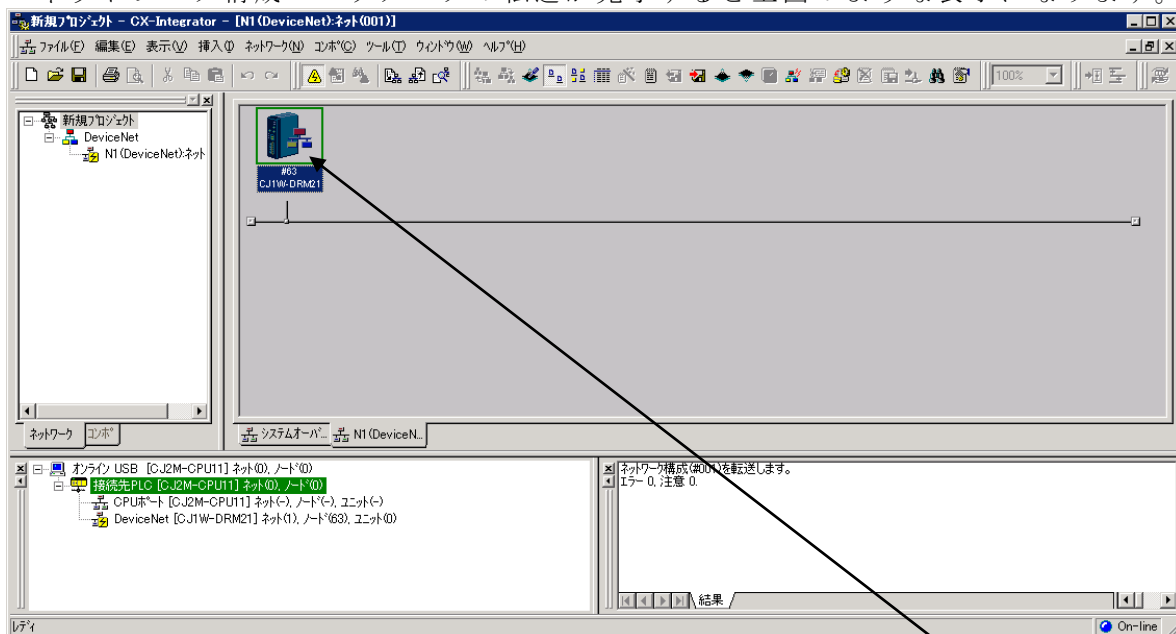 新規プロジェクト - CX-Integrator - [N1(DeviceNet):ネット(001)]
ファイル(F) 編集(E) 表示(V) 挿入(I) ネットワーク(N) コンポ(C) ツール(T) ウィンドウ(W) ヘルプ(H)
100%
新規プロジェクト
DeviceNet
N1(DeviceNet):ネット
#63
CJ1W-DRM21
ネットワーク コンポ
システムオーバ... N1(DeviceN...
オンライン USB [CJ2M-CPU11] ネット(0), ノード(0)
接続先PLC [CJ2M-CPU11] ネット(0), ノード(0)
CPUポート [CJ2M-CPU11] ネット(-), ノード(-), ユニット(-)
DeviceNet [CJ1W-DRM21] ネット(1), ノード(63), ユニット(0)
ネットワーク構成(#001)を転送します。
エラー 0, 注意 0.
結果
レディ
On-line